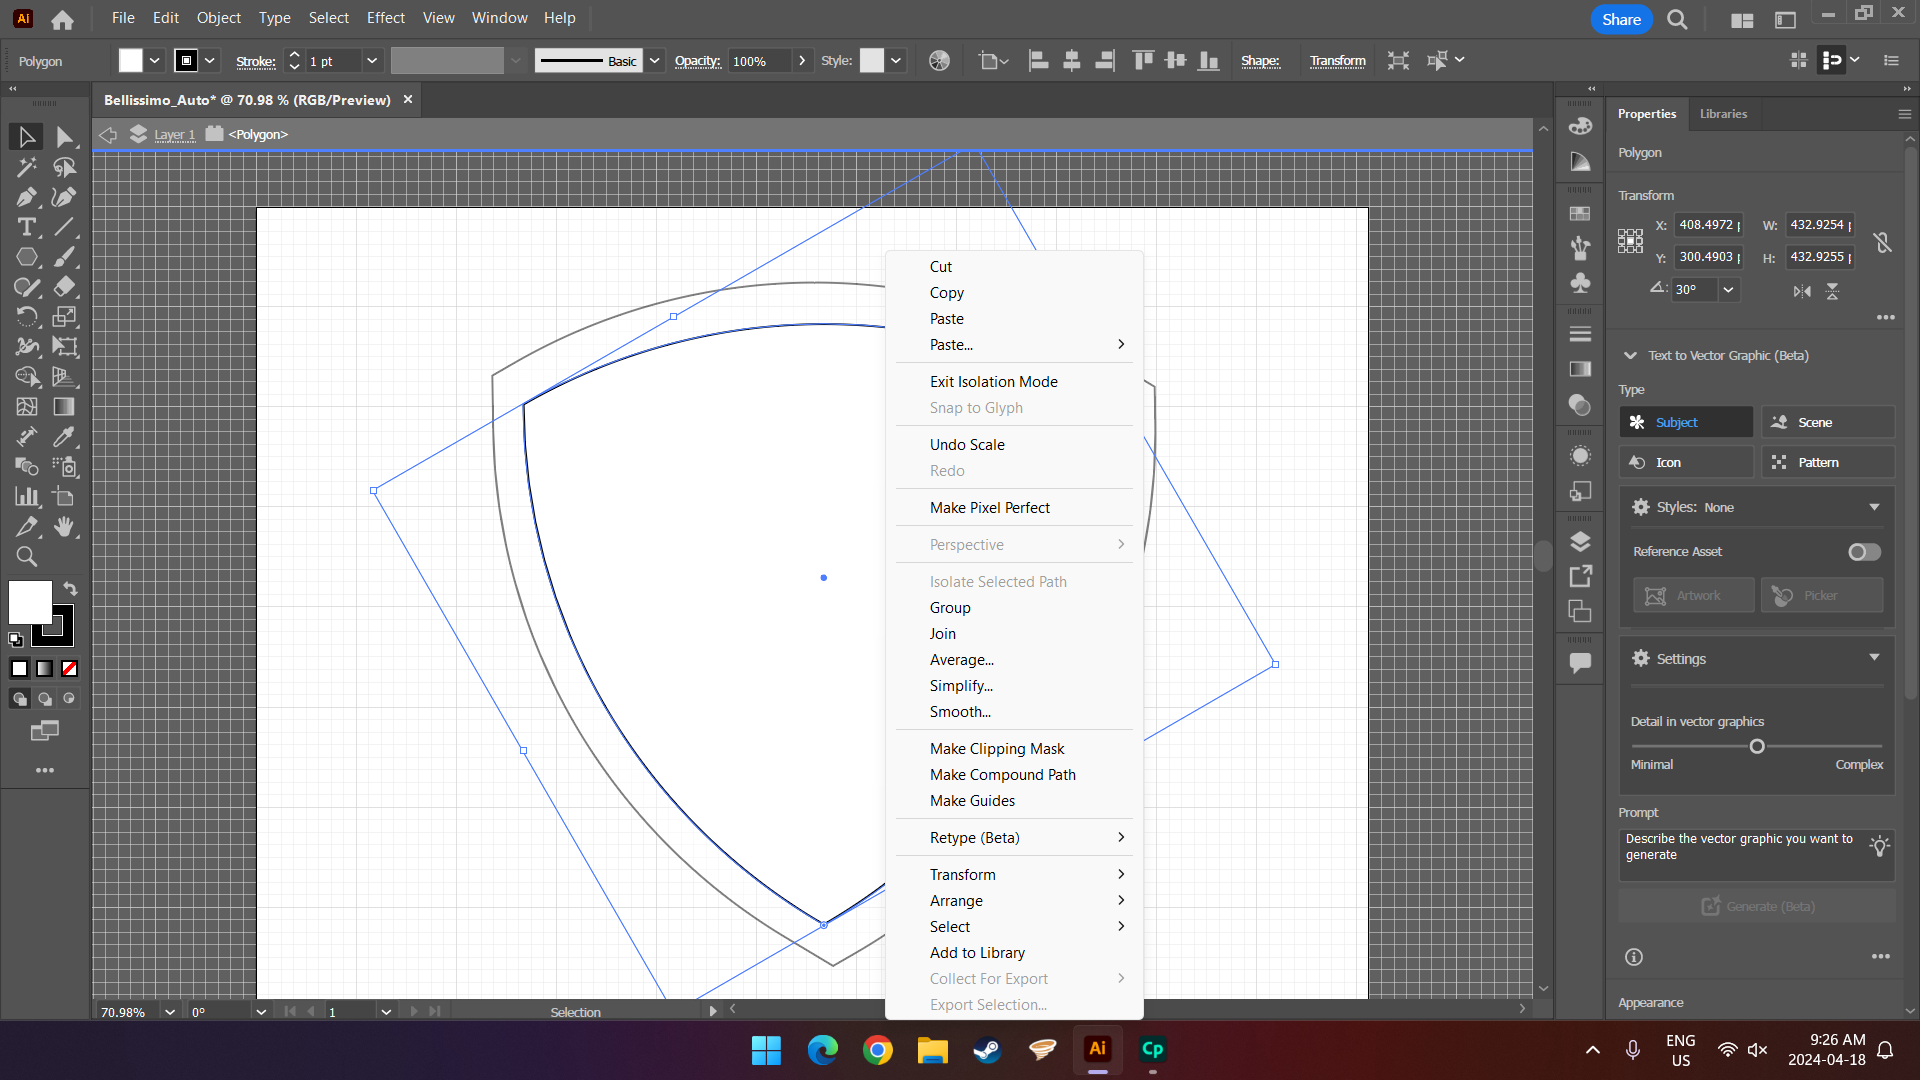 Ai File Edit Object Type Select Effect View Window Help Share
Polygon Stroke: 1 pt Basic Opacity: 100% Style: Shape: Transform
Bellissimo_Auto* @ 70.98 % (RGB/Preview)
Layer 1 <Polygon>
Cut
Copy
Paste
Paste...
Exit Isolation Mode
Snap to Glyph
Undo Scale
Redo
Make Pixel Perfect
Perspective
Isolate Selected Path
Group
Join
Average...
Simplify...
Smooth...
Make Clipping Mask
Make Compound Path
Make Guides
Retype (Beta)
Transform
Arrange
Select
Add to Library
Collect For Export
Export Selection...
Properties Libraries
Polygon
Transform
X: 408.4972 W: 432.9254
Y: 300.4903 H: 432.9255
30°
Text to Vector Graphic (Beta)
Type
Subject Scene
Icon Pattern
Styles: None
Reference Asset
Artwork Picker
Settings
Detail in vector graphics
Minimal Complex
Prompt
Describe the vector graphic you want to
generate
Generate (Beta)
Appearance
70.98% 0° 1 Selection
Ai Cp
ENG
US
9:26 AM
2024-04-18